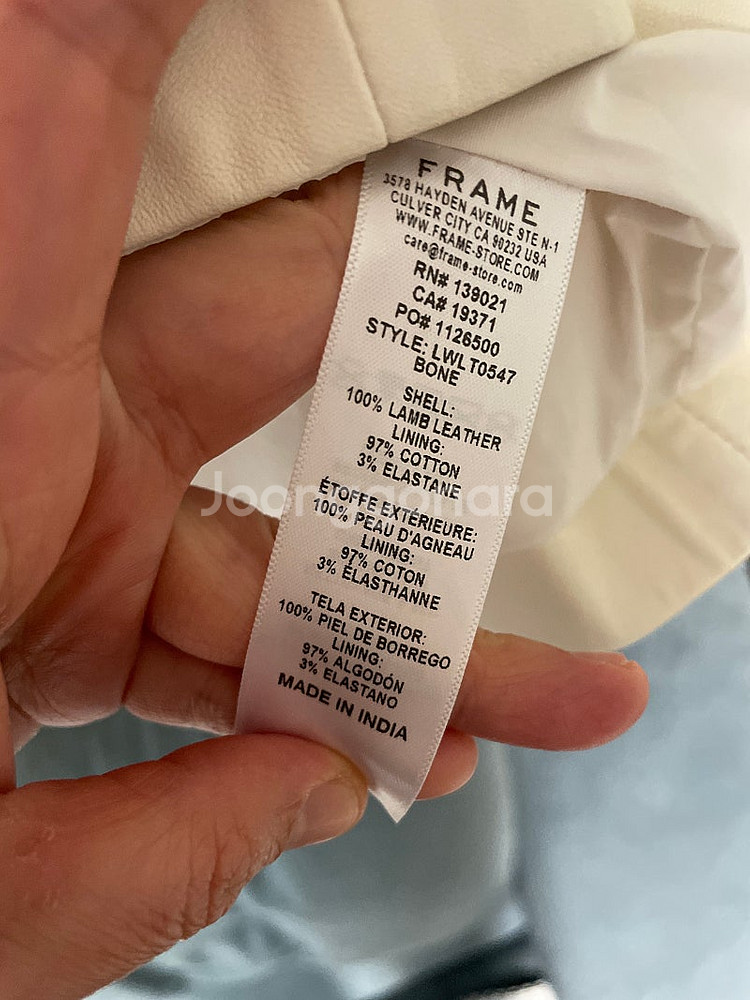 FRAME
3578 HAYDEN AVENUE STE N-1
CULVER CITY CA 90232 USA
WWW.FRAME-STORE.COM
care@frame-store.com
RN# 139021
CA# 19371
PO# 1126500
STYLE: LWLT0547
BONE
SHELL:
100% LAMB LEATHER
LINING:
97% COTTON
3% ELASTANE
ÉTOFFE EXTÉRIEURE:
100% PEAU D'AGNEAU
LINING:
97% COTON
3% ÉLASTHANNE
TELA EXTERIOR:
100% PIEL DE BORREGO
LINING:
97% ALGODÓN
3% ELASTANO
MADE IN INDIA
Joonggonara